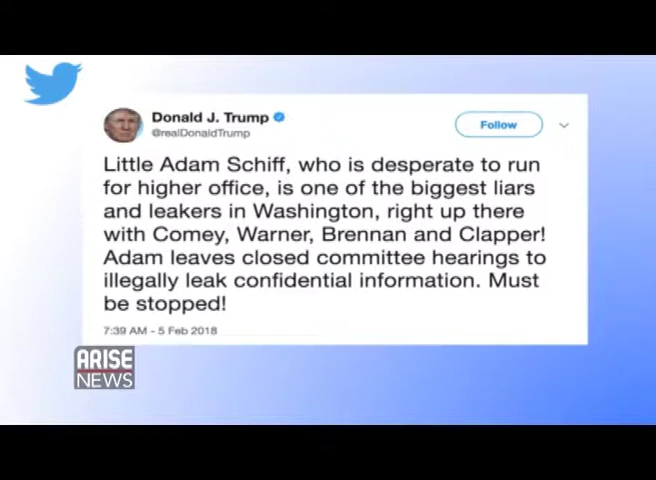 Donald J. Trump
@realDonaldTrump
Follow
Little Adam Schiff, who is desperate to run
for higher office, is one of the biggest liars
and leakers in Washington, right up there
with Comey, Warner, Brennan and Clapper!
Adam leaves closed committee hearings to
illegally leak confidential information. Must
be stopped!
7:39 AM - 5 Feb 2018
ARISE
NEWS